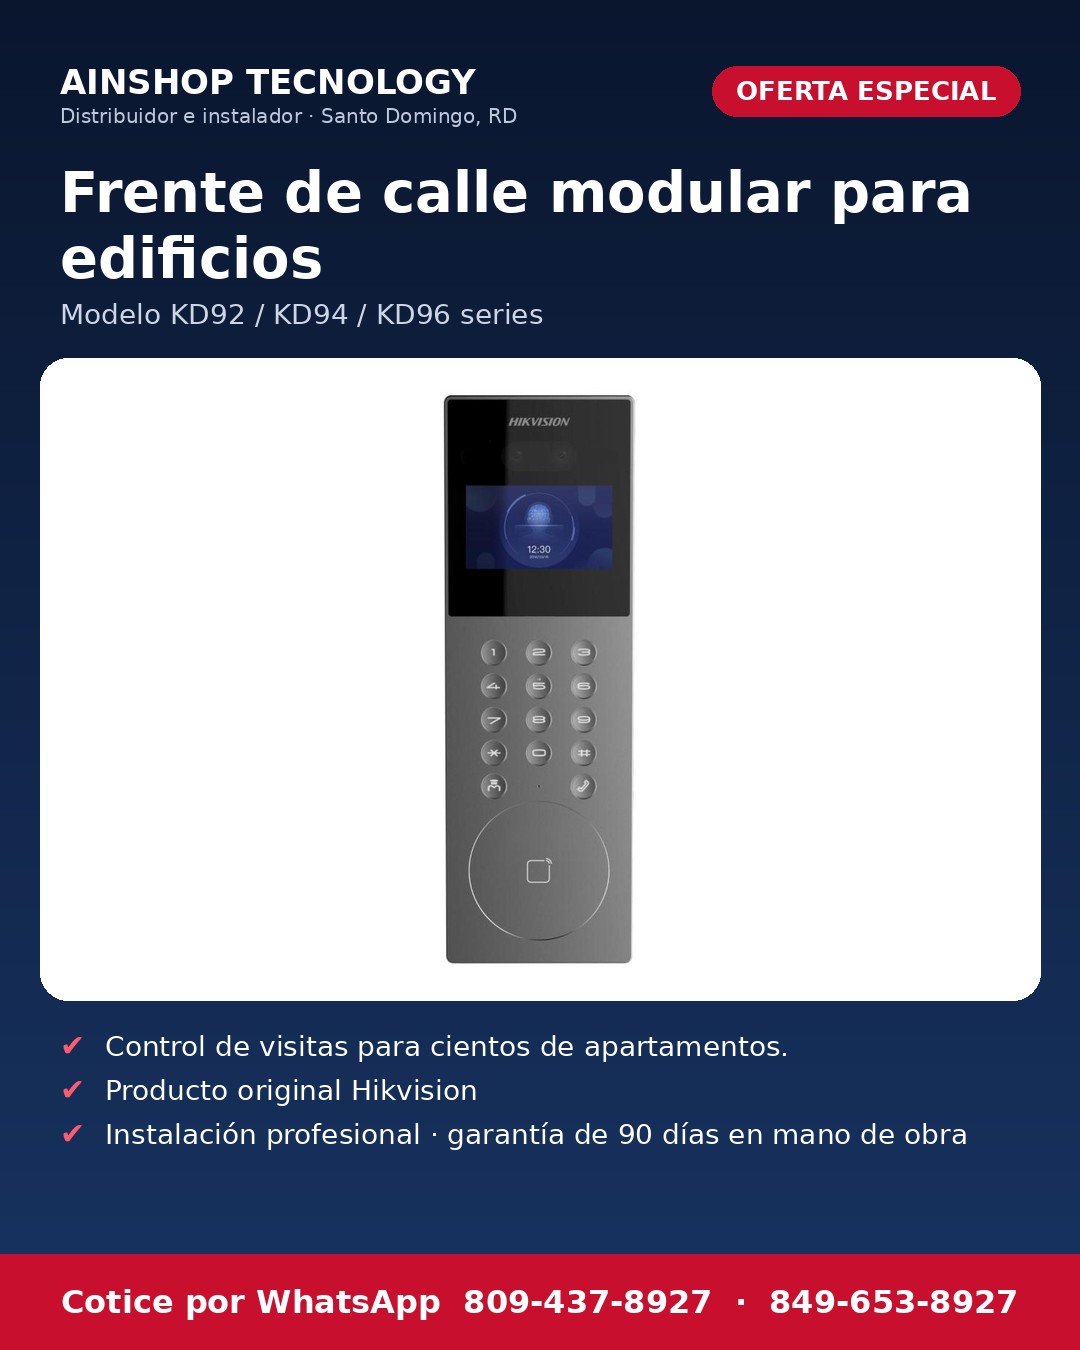 AINSHOP TECNOLOGY
OFERTA ESPECIAL
Distribuidor e instalador · Santo Domingo, RD
Frente de calle modular para
edificios
Modelo KD92 / KD94 / KD96 series
HIKVISION
12:30
1 2 3
4 5 6
7 8 9
* 0 #
✔ Control de visitas para cientos de apartamentos.
✔ Producto original Hikvision
✔ Instalación profesional · garantía de 90 días en mano de obra
Cotice por WhatsApp 809-437-8927 · 849-653-8927